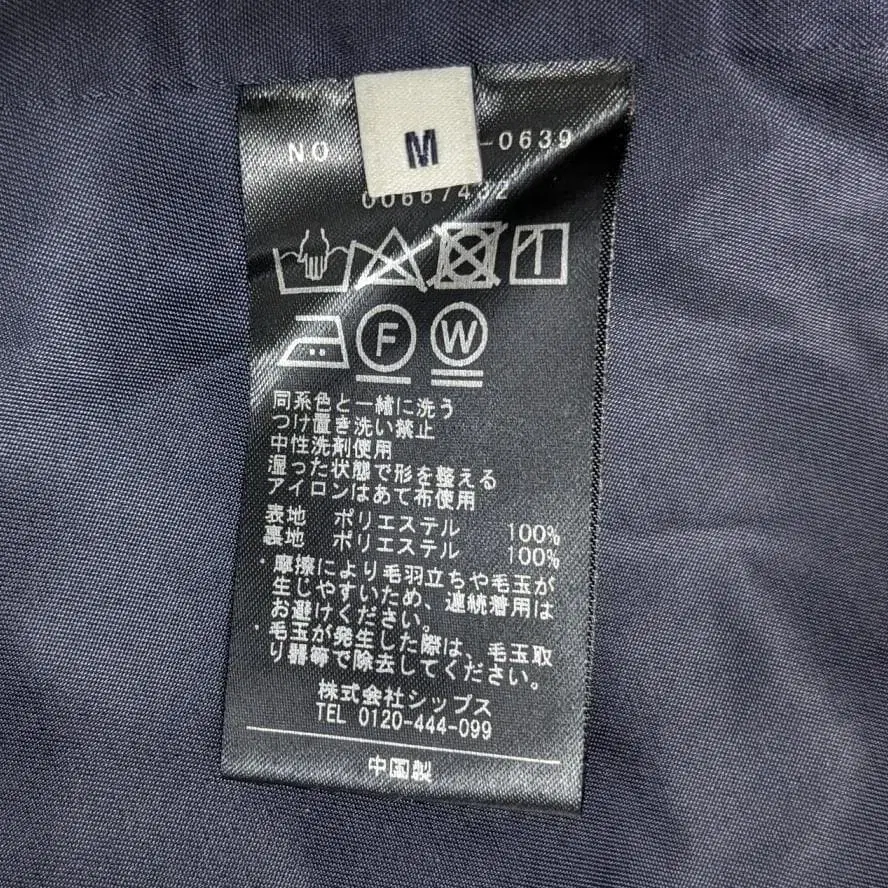 M
NO. -0639
00667432
F W
同系色と一緒に洗う
つけ置き洗い禁止
中性洗剤使用
湿った状態で形を整える
アイロンはあて布使用
表地 ポリエステル 100%
裏地 ポリエステル 100%
・摩擦により毛羽立ちや毛玉が
生じやすいため、連続着用は
お避けください。
・毛玉が発生した際は、毛玉取
り器等で除去してください。
株式会社シップス
TEL 0120-444-099
中国製